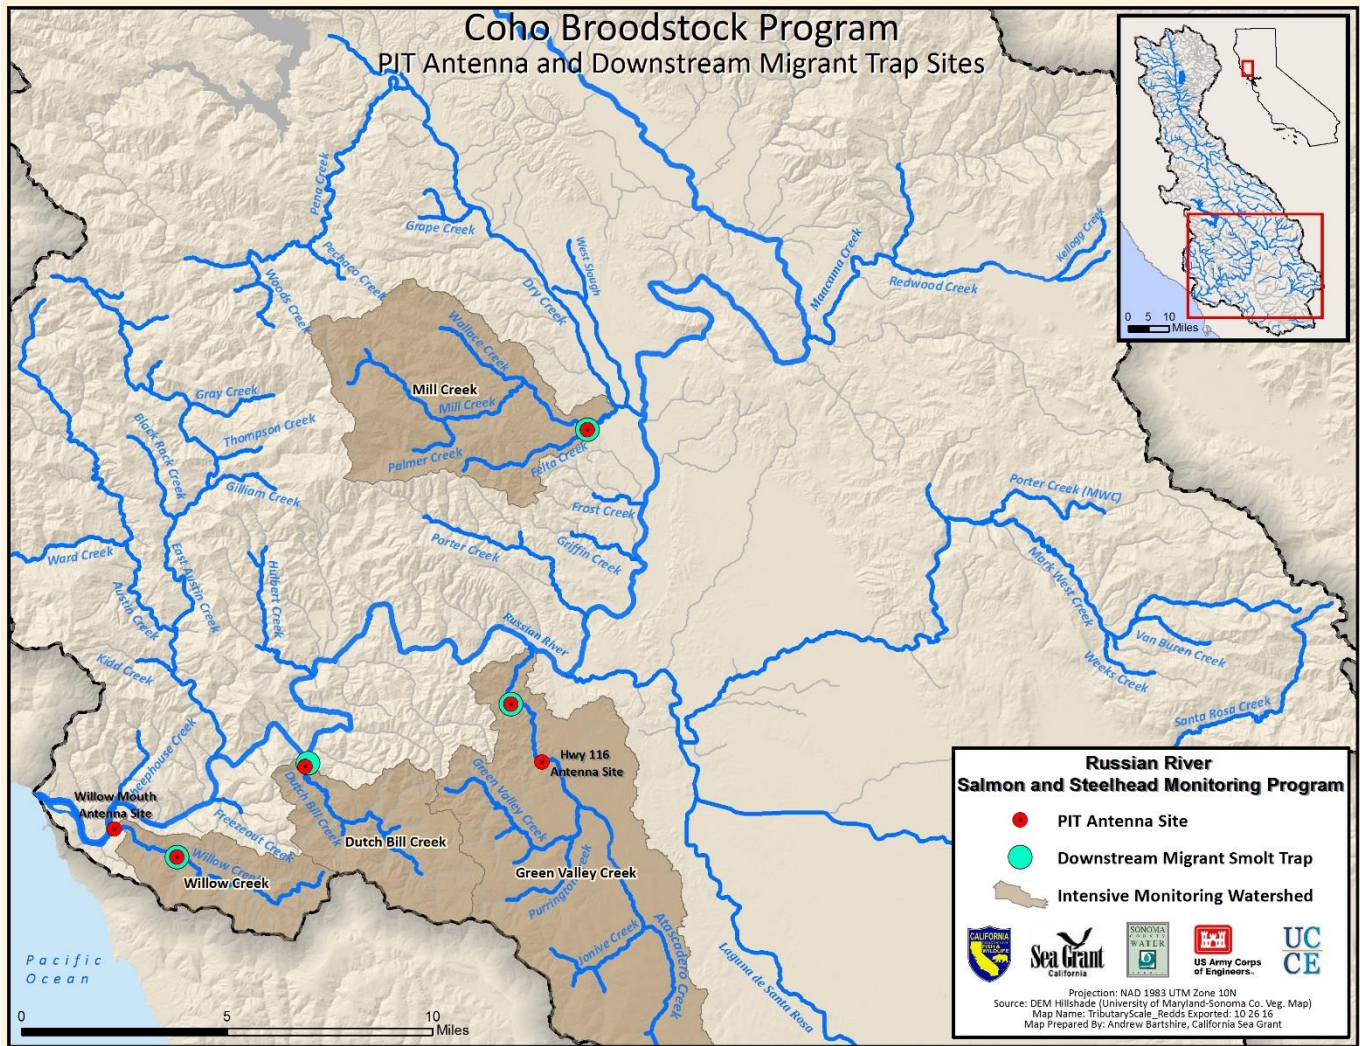 Coho Broodstock Program
PIT Antenna and Downstream Migrant Trap Sites
0 5 10
Miles
Pena Creek
Grape Creek
Pechaco Creek
Woods Creek
West Slough
Dry Creek
Maacama Creek
Redwood Creek
Kellogg Creek
Wallace Creek
Mill Creek
Mill Creek
Palmer Creek
Felta Creek
Gray Creek
Thompson Creek
Black Rack Creek
Gilliam Creek
Ward Creek
East Austin Creek
Austin Creek
Hulbert Creek
Kidd Creek
Frost Creek
Griffin Creek
Porter Creek
Porter Creek (MWC)
Mark West Creek
Van Buren Creek
Weeks Creek
Santa Rosa Creek
Russian River
Hwy 116
Antenna Site
Green Valley Creek
Dutch Bill Creek
Dutch Bill Creek
Willow Mouth
Antenna Site
Freezeout Creek
Willow Creek
Green Valley Creek
Jonive Creek
Atascadero Creek
Laguna de Santa Rosa
Pacific
Ocean
0 5 10
Miles
Russian River
Salmon and Steelhead Monitoring Program
PIT Antenna Site
Downstream Migrant Smolt Trap
Intensive Monitoring Watershed
CALIFORNIA
FISH &
WILDLIFE
Sea Grant
California
SONOMA
COUNTY
WATER
US Army Corps
of Engineers
UC
CE
Projection: NAD 1983 UTM Zone 10N
Source: DEM Hillshade (University of Maryland-Sonoma Co. Veg. Map)
Map Name: TributaryScale_Redds Exported: 10 26 16
Map Prepared By: Andrew Bartshire, California Sea Grant